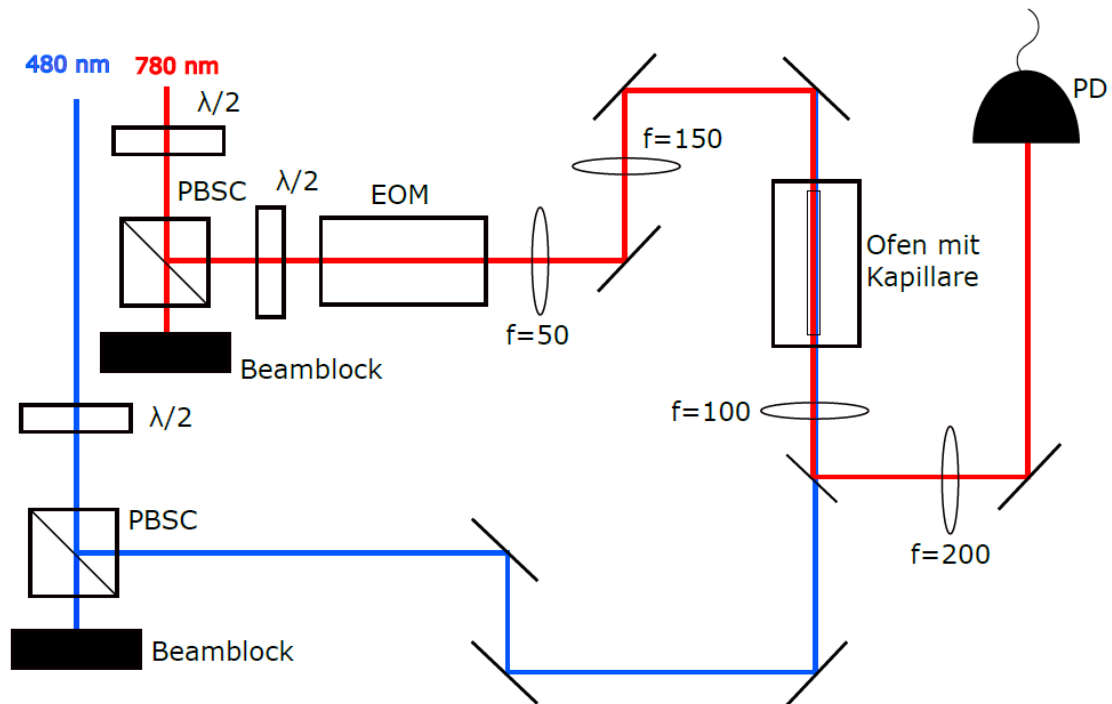 480 nm
780 nm
λ/2
PBSC
λ/2
EOM
f=50
f=150
Beamblock
λ/2
PBSC
Beamblock
Ofen mit
Kapillare
f=100
f=200
PD